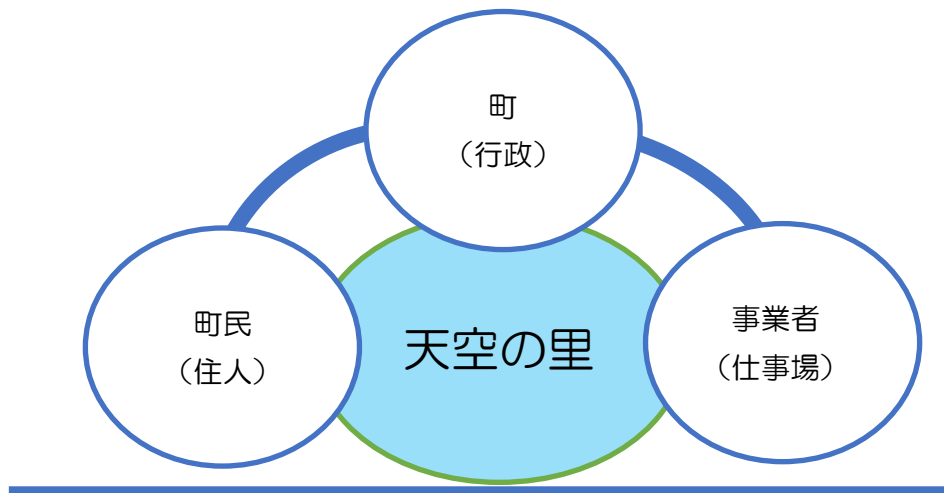 町
（行政）
町民
（住人）
天空の里
事業者
（仕事場）